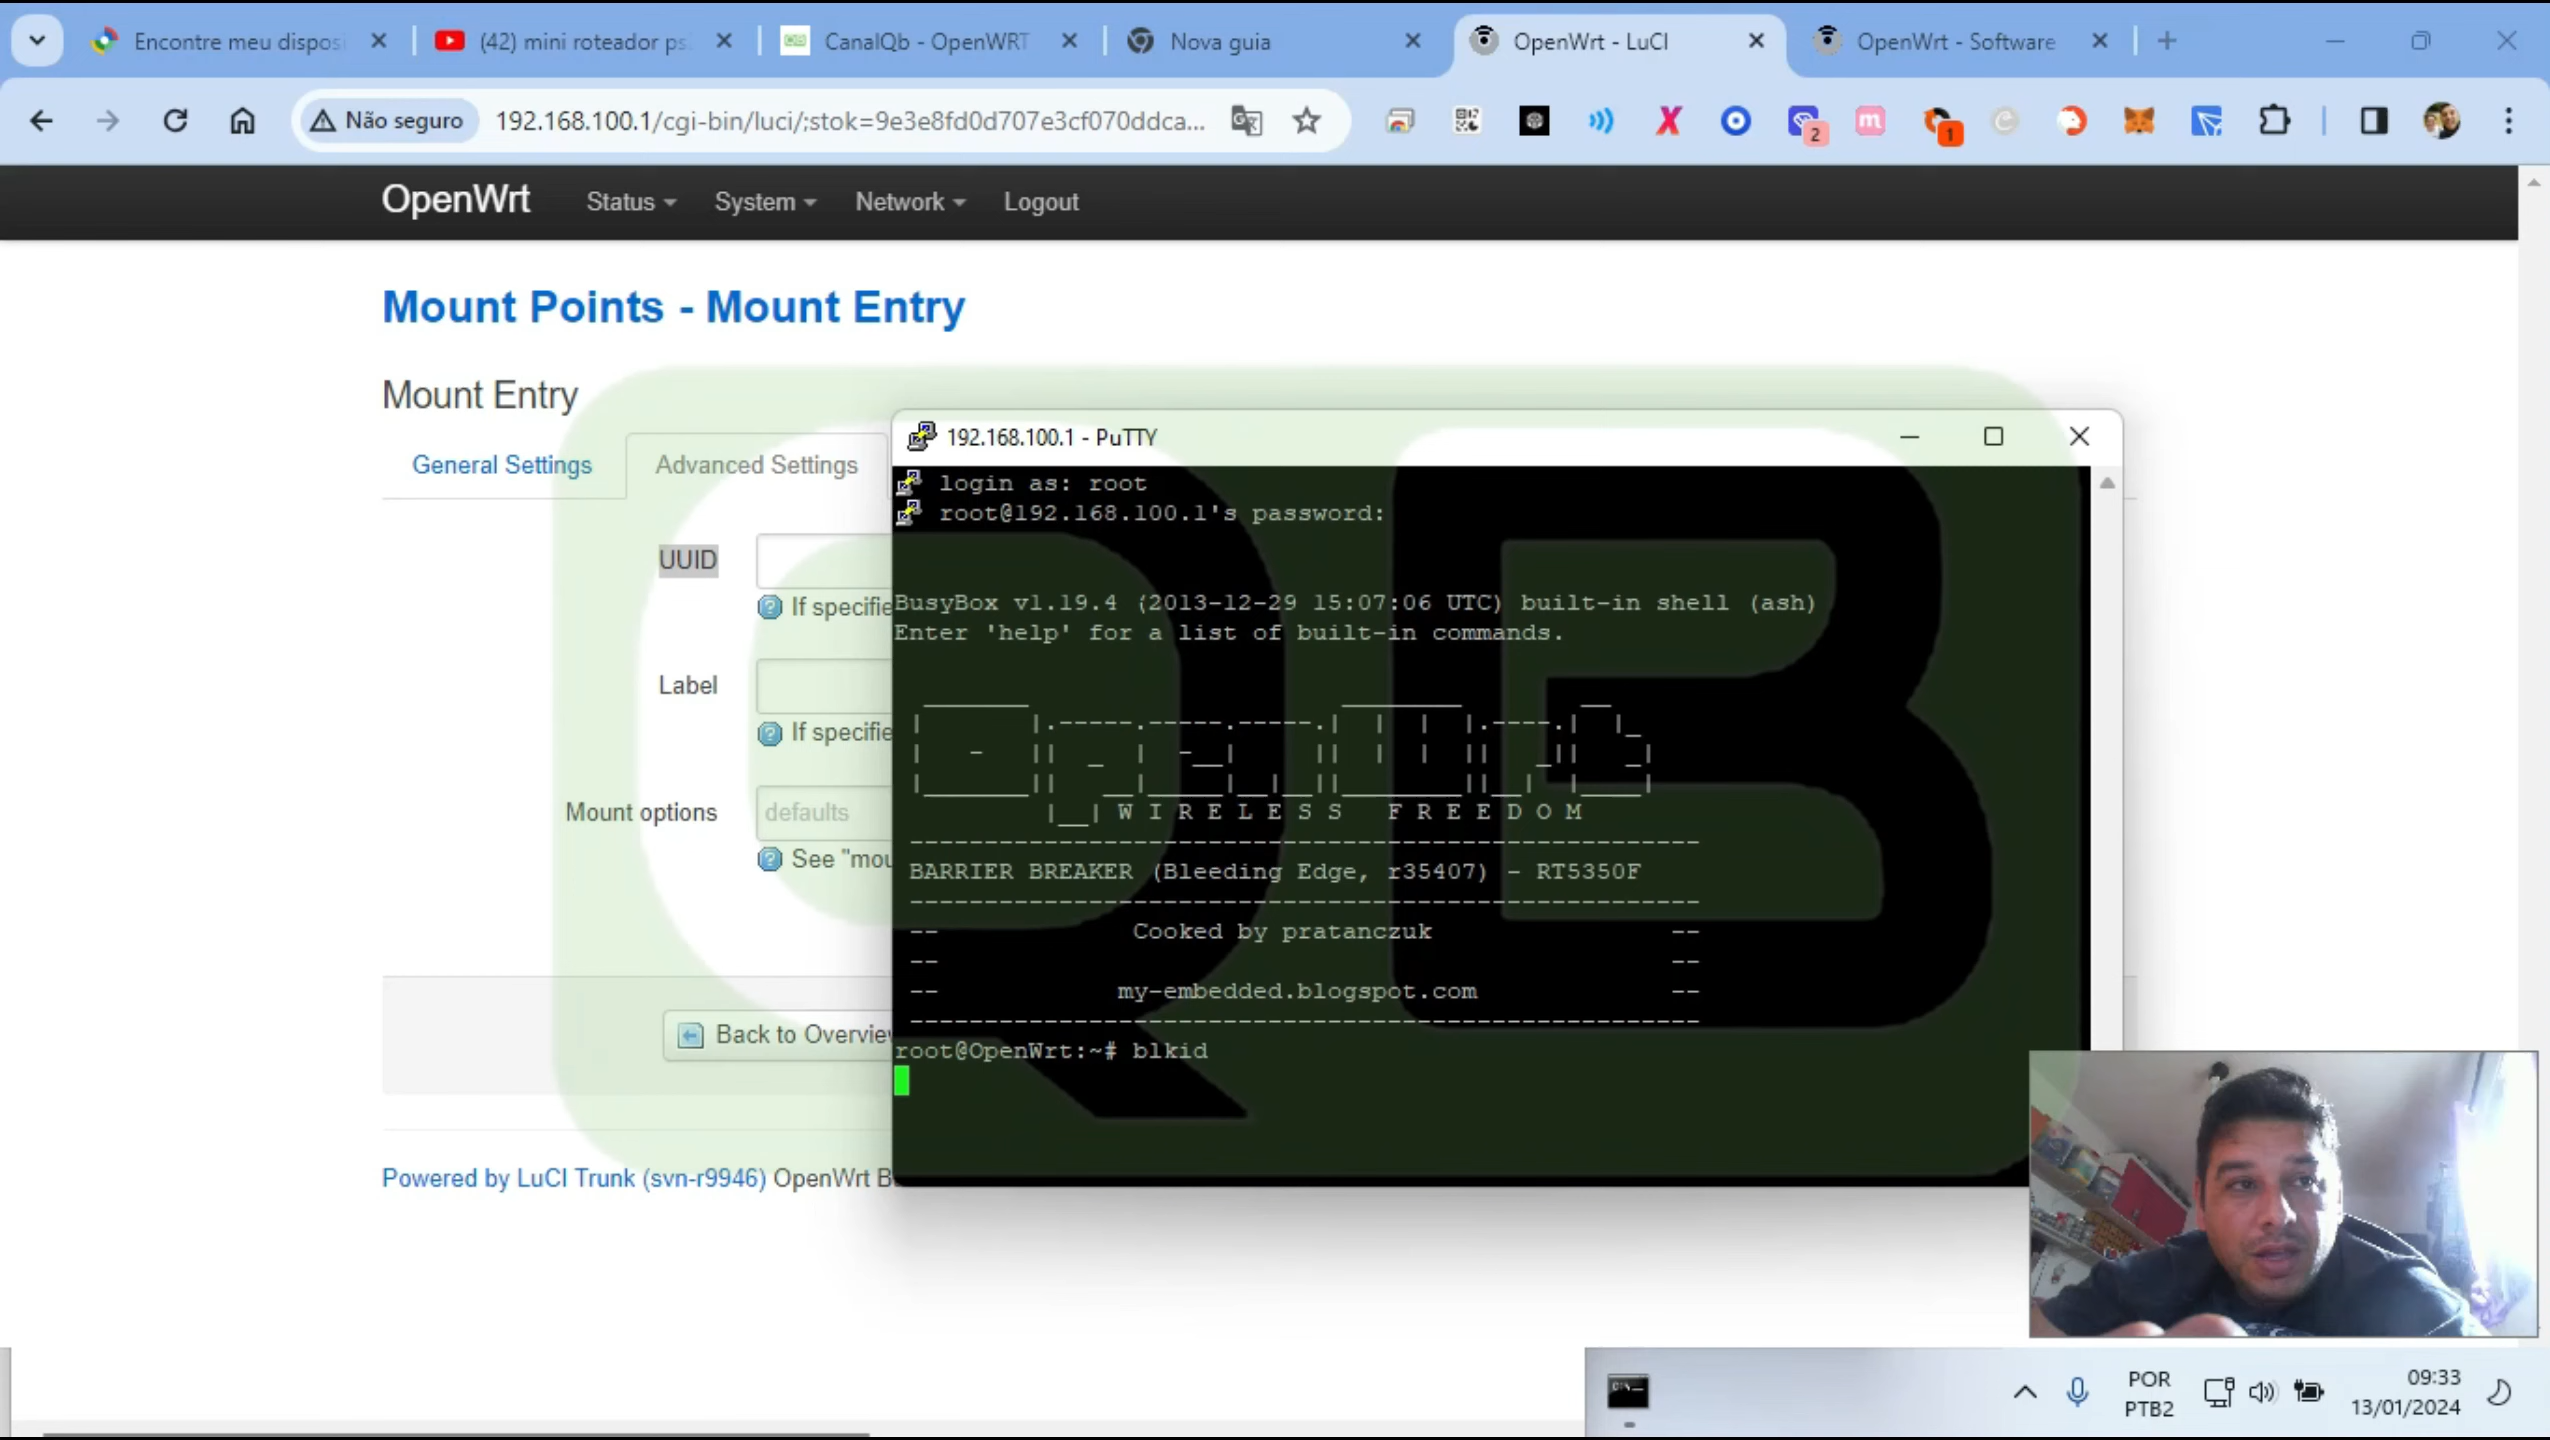 Encontre meu disposi
(42) mini roteador ps
CanalQb - OpenWRT
Nova guia
OpenWrt - LuCI
OpenWrt - Software
Não seguro
192.168.100.1/cgi-bin/luci/;stok=9e3e8fd0d707e3cf070ddca...
2
m
1
OpenWrt
Status
System
Network
Logout
Mount Points - Mount Entry
Mount Entry
General Settings
Advanced Settings
UUID
If specifie
Label
If specifie
Mount options
defaults
See "mou
Back to Overvie
Powered by LuCI Trunk (svn-r9946) OpenWrt B
192.168.100.1 - PuTTY
login as: root
root@192.168.100.1's password:
BusyBox v1.19.4 (2013-12-29 15:07:06 UTC) built-in shell (ash)
Enter 'help' for a list of built-in commands.
W I R E L E S S   F R E E D O M
BARRIER BREAKER (Bleeding Edge, r35407) - RT5350F
-- Cooked by pratanczuk --
-- --
-- my-embedded.blogspot.com --
root@OpenWrt:~# blkid
POR
PTB2
09:33
13/01/2024